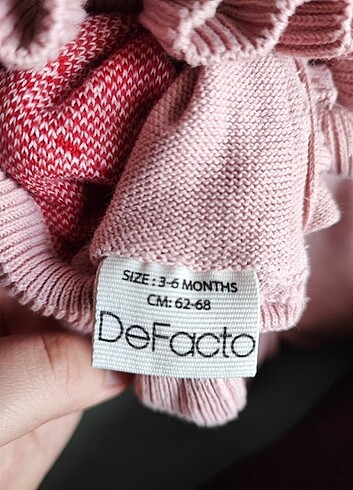 SIZE : 3-6 MONTHS
CM: 62-68
DeFacto